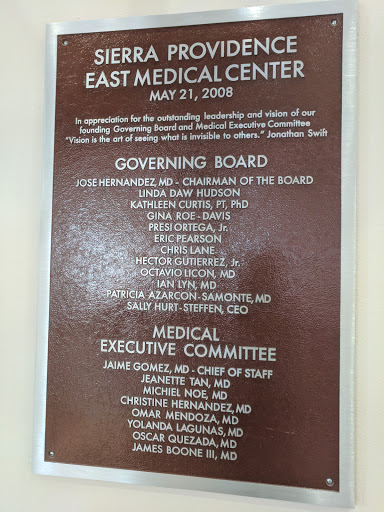 SIERRA PROVIDENCE
EAST MEDICAL CENTER
MAY 21, 2008
In appreciation for the outstanding leadership and vision of our
founding Governing Board and Medical Executive Committee
"Vision is the art of seeing what is invisible to others." Jonathan Swift
GOVERNING BOARD
JOSE HERNANDEZ, MD - CHAIRMAN OF THE BOARD
LINDA DAW HUDSON
KATHLEEN CURTIS, PT, PhD
GINA ROE - DAVIS
PRESI ORTEGA, Jr.
ERIC PEARSON
CHRIS LANE
HECTOR GUTIERREZ, Jr.
OCTAVIO LICON, MD
IAN LYN, MD
PATRICIA AZARCON-SAMONTE, MD
SALLY HURT-STEFFEN, CEO
MEDICAL
EXECUTIVE COMMITTEE
JAIME GOMEZ, MD - CHIEF OF STAFF
JEANETTE TAN, MD
MICHIEL NOE, MD
CHRISTINE HERNANDEZ, MD
OMAR MENDOZA, MD
YOLANDA LAGUNAS, MD
OSCAR QUEZADA, MD
JAMES BOONE III, MD